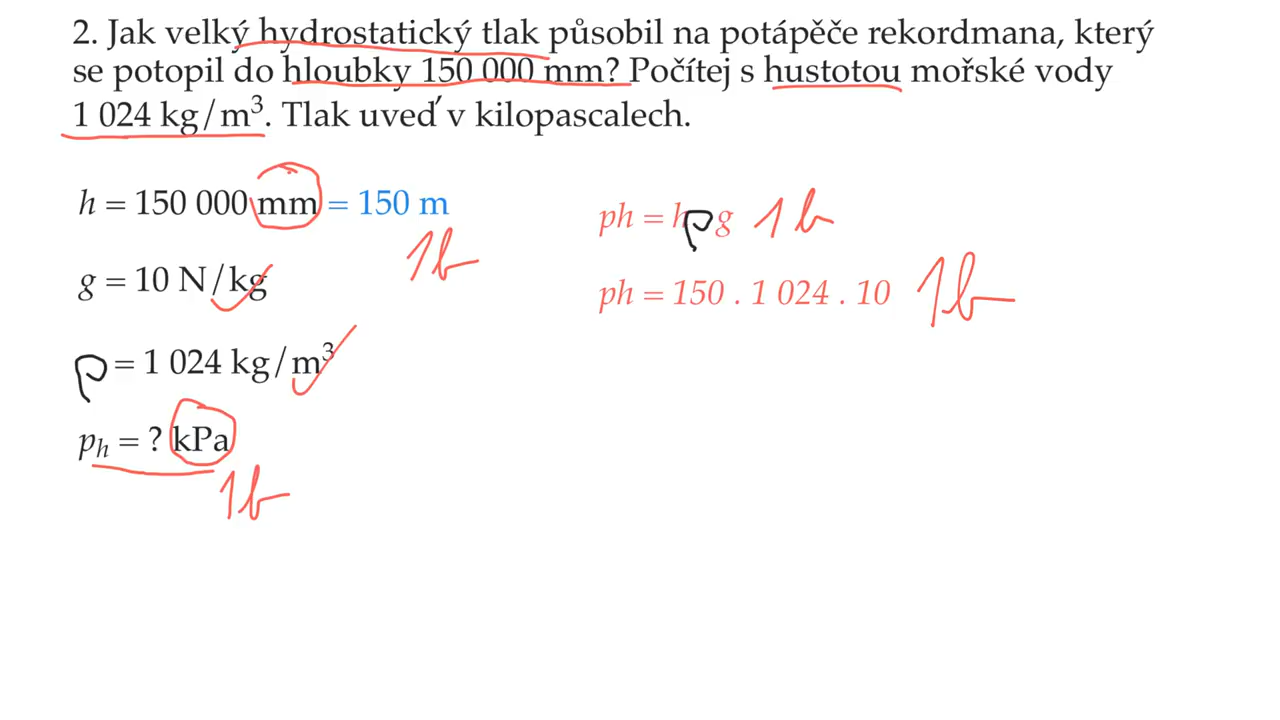 2. Jak velký hydrostatický tlak působil na potápěče rekordmana, který
se potopil do hloubky 150 000 mm? Počítej s hustotou mořské vody
1 024 kg/m³. Tlak uveď v kilopascalech.
h = 150 000 mm = 150 m
1b
g = 10 N/kg
ρ = 1 024 kg/m³
p_h = ? kPa
1b
ph = hρg 1b
ph = 150 . 1 024 . 10 1b